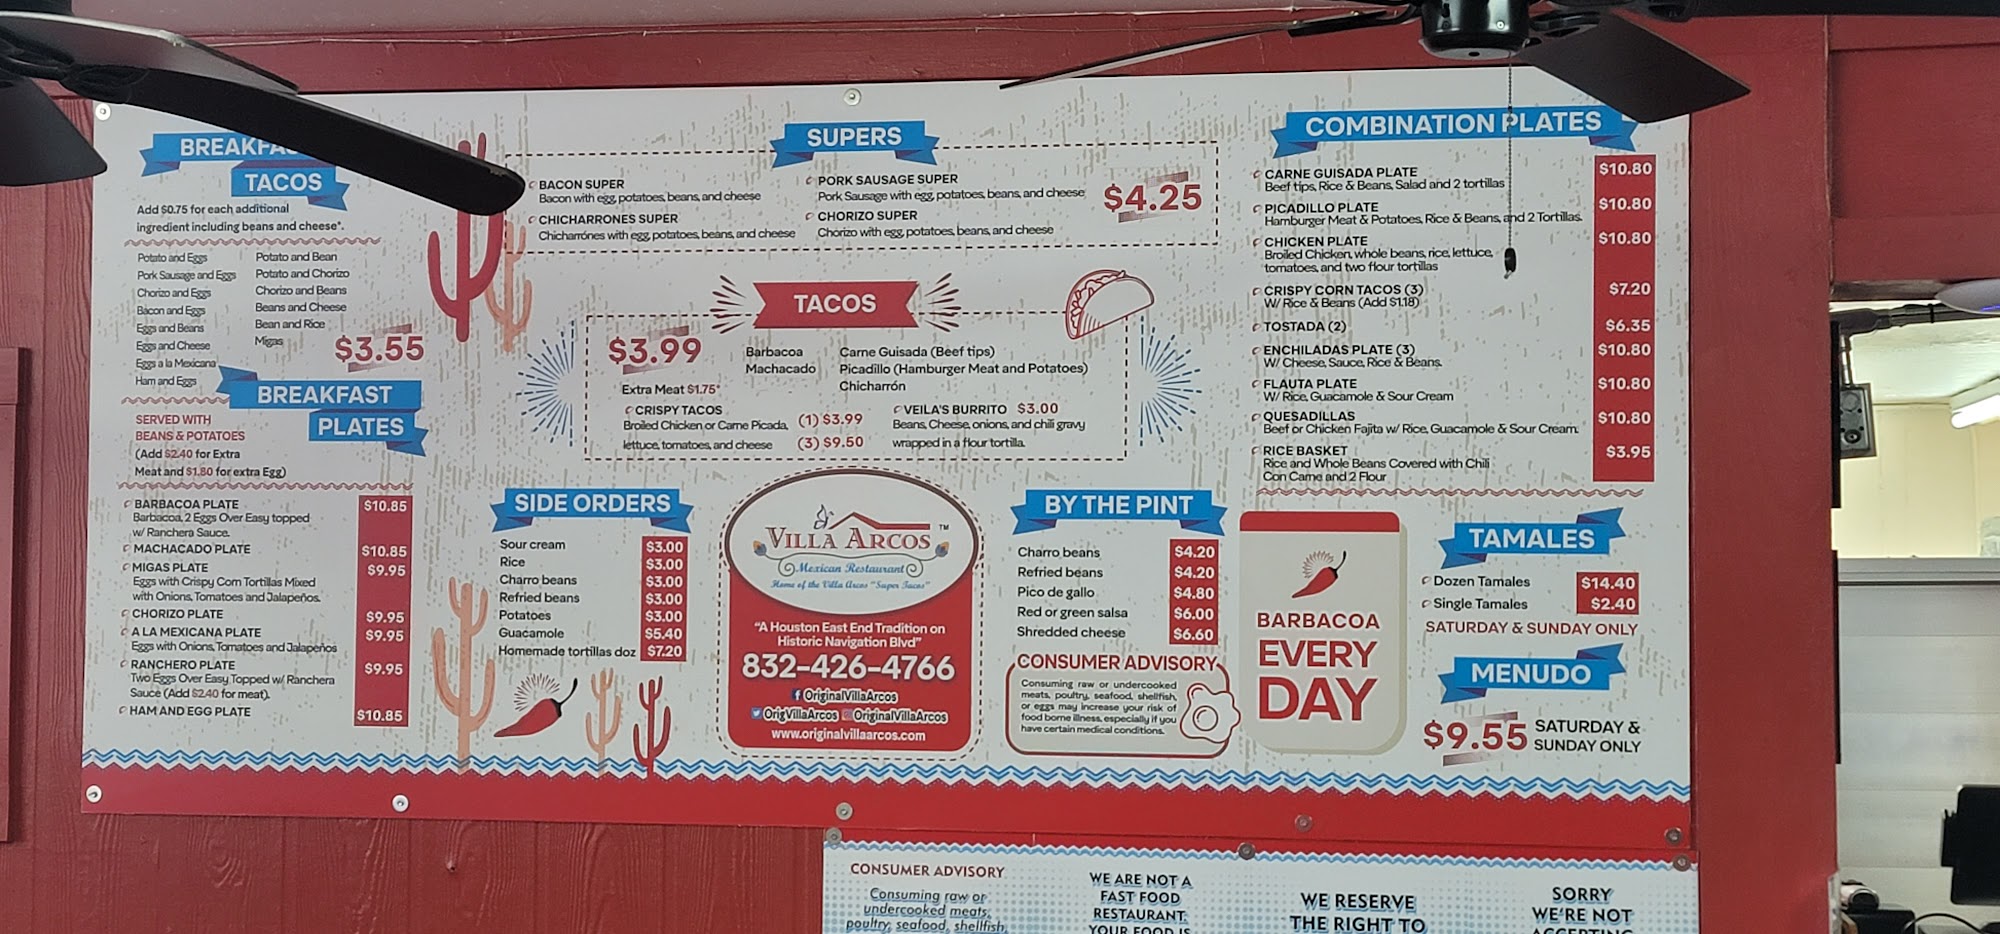 TACOS
Add $0.75 for each additional
ingredient including beans and cheese*.
Potato and Eggs
Pork Sausage and Eggs
Chorizo and Eggs
Bacon and Eggs
Eggs and Beans
Eggs and Cheese
Eggs a la Mexicana
Ham and Eggs
Potato and Bean
Potato and Chorizo
Chorizo and Beans
Beans and Cheese
Bean and Rice
Migas
$3.55
BREAKFAST
PLATES
SERVED WITH
BEANS & POTATOES
(Add $2.40 for Extra
Meat and $1.80 for extra Egg)
BARBACOA PLATE $10.85
Barbacoa, 2 Eggs Over Easy topped
w/ Ranchera Sauce.
MACHACADO PLATE $10.85
MIGAS PLATE $9.95
Eggs with Crispy Corn Tortillas Mixed
with Onions, Tomatoes and Jalapeños.
CHORIZO PLATE $9.95
A LA MEXICANA PLATE $9.95
Eggs with Onions, Tomatoes and Jalapeños
RANCHERO PLATE $9.95
Two Eggs Over Easy Topped w/ Ranchera
Sauce (Add $2.40 for meat).
HAM AND EGG PLATE $10.85
SUPERS
BACON SUPER
Bacon with egg, potatoes, beans, and cheese
CHICHARRONES SUPER
Chicharrónes with egg, potatoes, beans, and cheese
PORK SAUSAGE SUPER
Pork Sausage with egg, potatoes, beans, and cheese
CHORIZO SUPER
Chorizo with egg, potatoes, beans, and cheese
$4.25
TACOS
$3.99
Extra Meat $1.75*
Barbacoa
Machacado
Carne Guisada (Beef tips)
Picadillo (Hamburger Meat and Potatoes)
Chicharrón
CRISPY TACOS
Broiled Chicken or Carne Picada,
lettuce, tomatoes, and cheese
(1) $3.99
(3) $9.50
VEILA'S BURRITO $3.00
Beans, Cheese, onions, and chili gravy
wrapped in a flour tortilla.
SIDE ORDERS
Sour cream $3.00
Rice $3.00
Charro beans $3.00
Refried beans $3.00
Potatoes $3.00
Guacamole $5.40
Homemade tortillas doz $7.20
VILLA ARCOS TM
Mexican Restaurant
Home of the Villa Arcos "Super Tacos"
"A Houston East End Tradition on
Historic Navigation Blvd"
832-426-4766
OriginalVillaArcos
OrigVillaArcos OriginalVillaArcos
www.originalvillaarcos.com
BY THE PINT
Charro beans $4.20
Refried beans $4.20
Pico de gallo $4.80
Red or green salsa $6.00
Shredded cheese $6.60
CONSUMER ADVISORY
Consuming raw or undercooked
meats, poultry, seafood, shellfish,
or eggs may increase your risk of
food borne illness, especially if you
have certain medical conditions.
COMBINATION PLATES
CARNE GUISADA PLATE $10.80
Beef tips, Rice & Beans, Salad and 2 tortillas
PICADILLO PLATE $10.80
Hamburger Meat & Potatoes, Rice & Beans, and 2 Tortillas.
CHICKEN PLATE $10.80
Broiled Chicken, whole beans, rice, lettuce,
tomatoes, and two flour tortillas
CRISPY CORN TACOS (3) $7.20
W/ Rice & Beans (Add $1.18)
TOSTADA (2) $6.35
ENCHILADAS PLATE (3) $10.80
W/ Cheese, Sauce, Rice & Beans.
FLAUTA PLATE $10.80
W/ Rice, Guacamole & Sour Cream
QUESADILLAS $10.80
Beef or Chicken Fajita w/ Rice, Guacamole & Sour Cream.
RICE BASKET $3.95
Rice and Whole Beans Covered with Chili
Con Carne and 2 Flour
BARBACOA
EVERY
DAY
TAMALES
Dozen Tamales $14.40
Single Tamales $2.40
SATURDAY & SUNDAY ONLY
MENUDO
$9.55 SATURDAY &
SUNDAY ONLY
CONSUMER ADVISORY
Consuming raw or
undercooked meats,
poultry, seafood, shellfish,
WE ARE NOT A
FAST FOOD
RESTAURANT.
YOUR FOOD IS
WE RESERVE
THE RIGHT TO
SORRY
WE'RE NOT